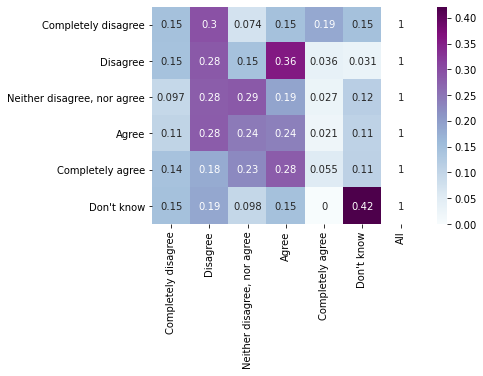 Completely disagree 0.15 0.3 0.074 0.15 0.19 0.15 1
Disagree 0.15 0.28 0.15 0.36 0.036 0.031 1
Neither disagree, nor agree 0.097 0.28 0.29 0.19 0.027 0.12 1
Agree 0.11 0.28 0.24 0.24 0.021 0.11 1
Completely agree 0.14 0.18 0.23 0.28 0.055 0.11 1
Don't know 0.15 0.19 0.098 0.15 0 0.42 1
Completely disagree
Disagree
Neither disagree, nor agree
Agree
Completely agree
Don't know
All
0.40
0.35
0.30
0.25
0.20
0.15
0.10
0.05
0.00